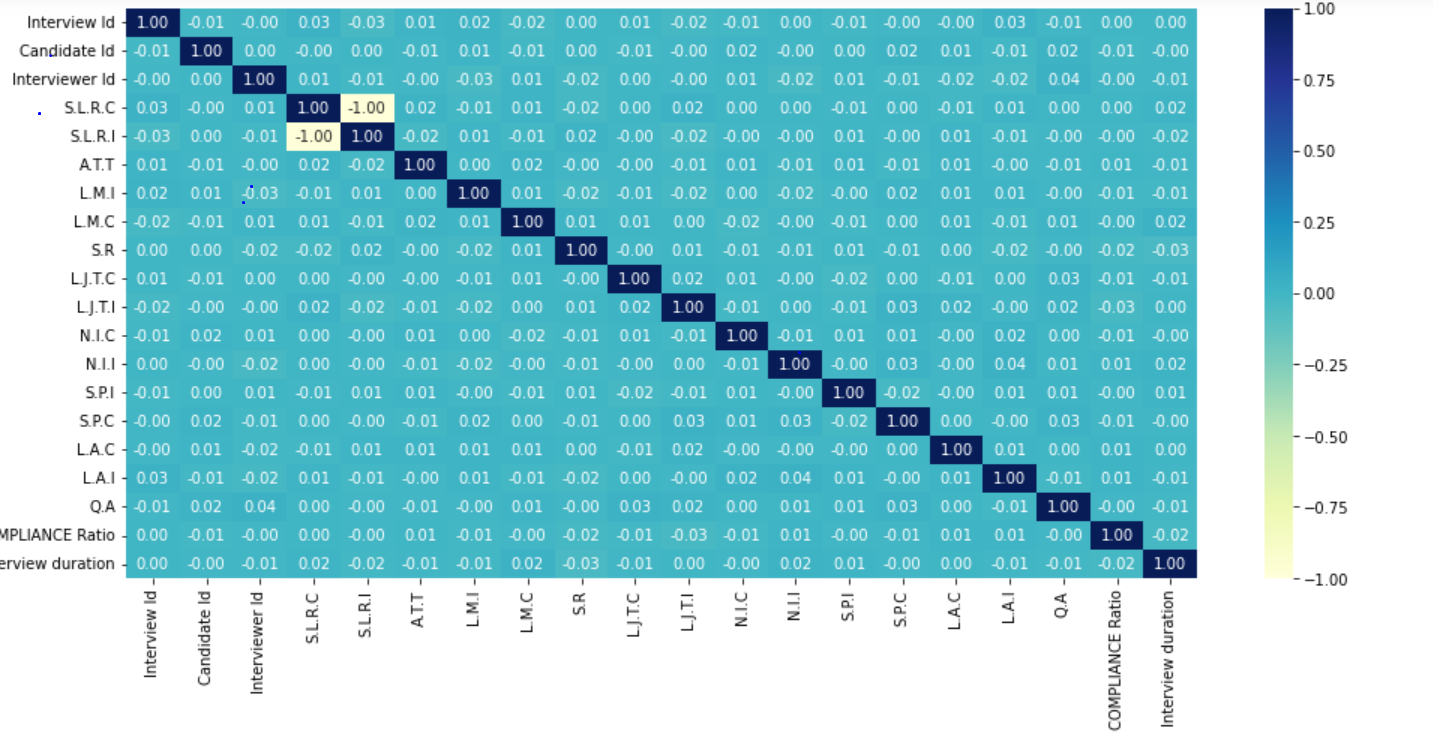 Interview Id 1.00 -0.01 -0.00 0.03 -0.03 0.01 0.02 -0.02 0.00 0.01 -0.02 -0.01 0.00 -0.01 -0.00 -0.00 0.03 -0.01 0.00 0.00
Candidate Id -0.01 1.00 0.00 -0.00 0.00 -0.01 0.01 -0.01 0.00 -0.01 -0.00 0.02 -0.00 0.00 0.02 0.01 -0.01 0.02 -0.01 -0.00
Interviewer Id -0.00 0.00 1.00 0.01 -0.01 -0.00 -0.03 0.01 -0.02 0.00 -0.00 0.01 -0.02 0.01 -0.00 -0.02 -0.02 0.04 -0.00 -0.01
S.L.R.C 0.03 -0.00 0.01 1.00 -1.00 0.02 -0.01 0.01 -0.02 0.00 0.02 0.00 0.00 -0.01 0.00 -0.01 0.01 0.00 0.00 0.02
S.L.R.I -0.03 0.00 -0.01 -1.00 1.00 -0.02 0.01 -0.01 0.02 -0.00 -0.02 -0.00 -0.00 0.01 -0.00 0.01 -0.01 -0.00 -0.00 -0.02
A.T.T 0.01 -0.01 -0.00 0.02 -0.02 1.00 0.00 0.02 -0.00 -0.00 -0.01 0.01 -0.01 0.01 -0.00 0.01 -0.00 -0.01 0.01 -0.01
L.M.I 0.02 0.01 -0.03 -0.01 0.01 0.00 1.00 0.01 -0.02 -0.01 -0.02 0.00 -0.02 -0.00 0.02 0.01 0.01 -0.00 0.00 -0.01
L.M.C -0.02 -0.01 0.01 0.01 -0.01 0.02 0.01 1.00 0.01 0.01 0.00 -0.02 -0.00 -0.01 0.00 0.01 -0.01 0.01 -0.00 0.02
S.R 0.00 0.00 -0.02 -0.02 0.02 -0.00 -0.02 0.01 1.00 -0.00 0.01 -0.01 -0.01 0.01 -0.01 0.00 -0.02 -0.00 -0.02 -0.03
L.J.T.C 0.01 -0.01 0.00 0.00 -0.00 -0.00 -0.01 0.01 -0.00 1.00 0.02 0.01 -0.00 -0.02 0.00 -0.01 0.00 0.03 -0.01 -0.01
L.J.T.I -0.02 -0.00 -0.00 0.02 -0.02 -0.01 -0.02 0.00 0.01 0.02 1.00 -0.01 0.00 -0.01 0.03 0.02 -0.00 0.02 -0.03 0.00
N.I.C -0.01 0.02 0.01 0.00 -0.00 0.01 0.00 -0.02 -0.01 0.01 -0.01 1.00 -0.01 0.01 0.01 -0.00 0.02 0.00 -0.01 -0.00
N.I.I 0.00 -0.00 -0.02 0.00 -0.00 -0.01 -0.02 -0.00 -0.01 -0.00 0.00 -0.01 1.00 -0.00 0.03 -0.00 0.04 0.01 0.01 0.02
S.P.I -0.01 0.00 0.01 -0.01 0.01 0.01 -0.00 -0.01 0.01 -0.02 -0.01 0.01 -0.00 1.00 -0.02 -0.00 0.01 -0.01 -0.00 0.01
S.P.C -0.00 0.02 -0.00 0.00 -0.00 -0.01 0.02 0.00 -0.01 -0.00 0.03 0.01 0.03 -0.02 1.00 0.00 -0.00 0.03 -0.01 -0.00
L.A.C -0.00 0.01 -0.02 -0.01 0.01 0.01 0.01 0.01 0.00 -0.01 0.02 -0.00 -0.00 -0.00 0.00 1.00 0.01 0.00 0.01 0.00
L.A.I 0.03 -0.01 -0.02 0.01 -0.01 -0.00 0.01 -0.01 -0.02 0.00 -0.00 0.02 0.04 0.01 -0.00 0.01 1.00 -0.01 0.01 -0.01
Q.A -0.01 0.02 0.04 0.00 -0.00 -0.01 -0.00 0.01 -0.00 0.03 0.02 0.00 0.01 -0.01 0.03 0.00 -0.01 1.00 -0.00 -0.01
MPLIANCE Ratio 0.00 -0.01 -0.00 0.00 -0.00 0.01 0.00 -0.00 -0.02 -0.01 -0.03 -0.01 0.01 -0.00 -0.01 0.01 0.01 -0.00 1.00 -0.02
erview duration 0.00 -0.00 -0.01 0.02 -0.02 -0.01 -0.01 0.02 -0.03 -0.01 0.00 -0.00 0.02 0.01 -0.00 0.00 -0.01 -0.01 -0.02 1.00
Interview Id
Candidate Id
Interviewer Id
S.L.R.C
S.L.R.I
A.T.T
L.M.I
L.M.C
S.R
L.J.T.C
L.J.T.I
N.I.C
N.I.I
S.P.I
S.P.C
L.A.C
L.A.I
Q.A
COMPLIANCE Ratio
Interview duration
1.00
0.75
0.50
0.25
0.00
−0.25
−0.50
−0.75
−1.00